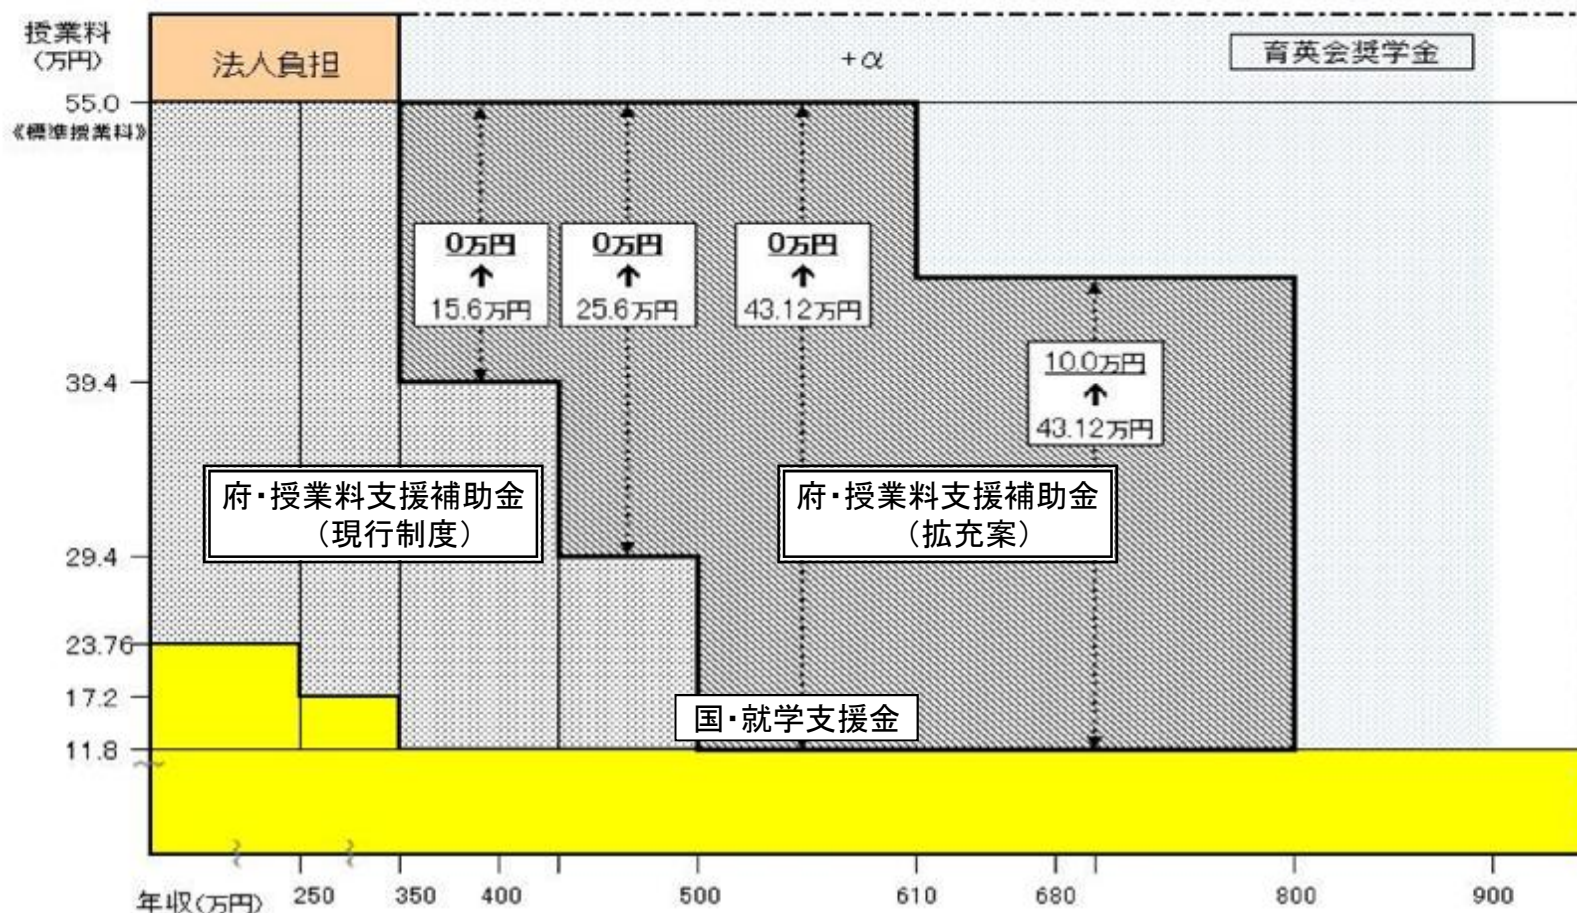 授業料
(万円)
法人負担
+α
育英会奨学金
55.0
《標準授業料》
0万円
↑
15.6万円
0万円
↑
25.6万円
0万円
↑
43.12万円
10.0万円
↑
43.12万円
39.4
府・授業料支援補助金
(現行制度)
府・授業料支援補助金
(拡充案)
29.4
23.76
17.2
国・就学支援金
11.8
年収(万円) 250 350 400 500 610 680 800 900